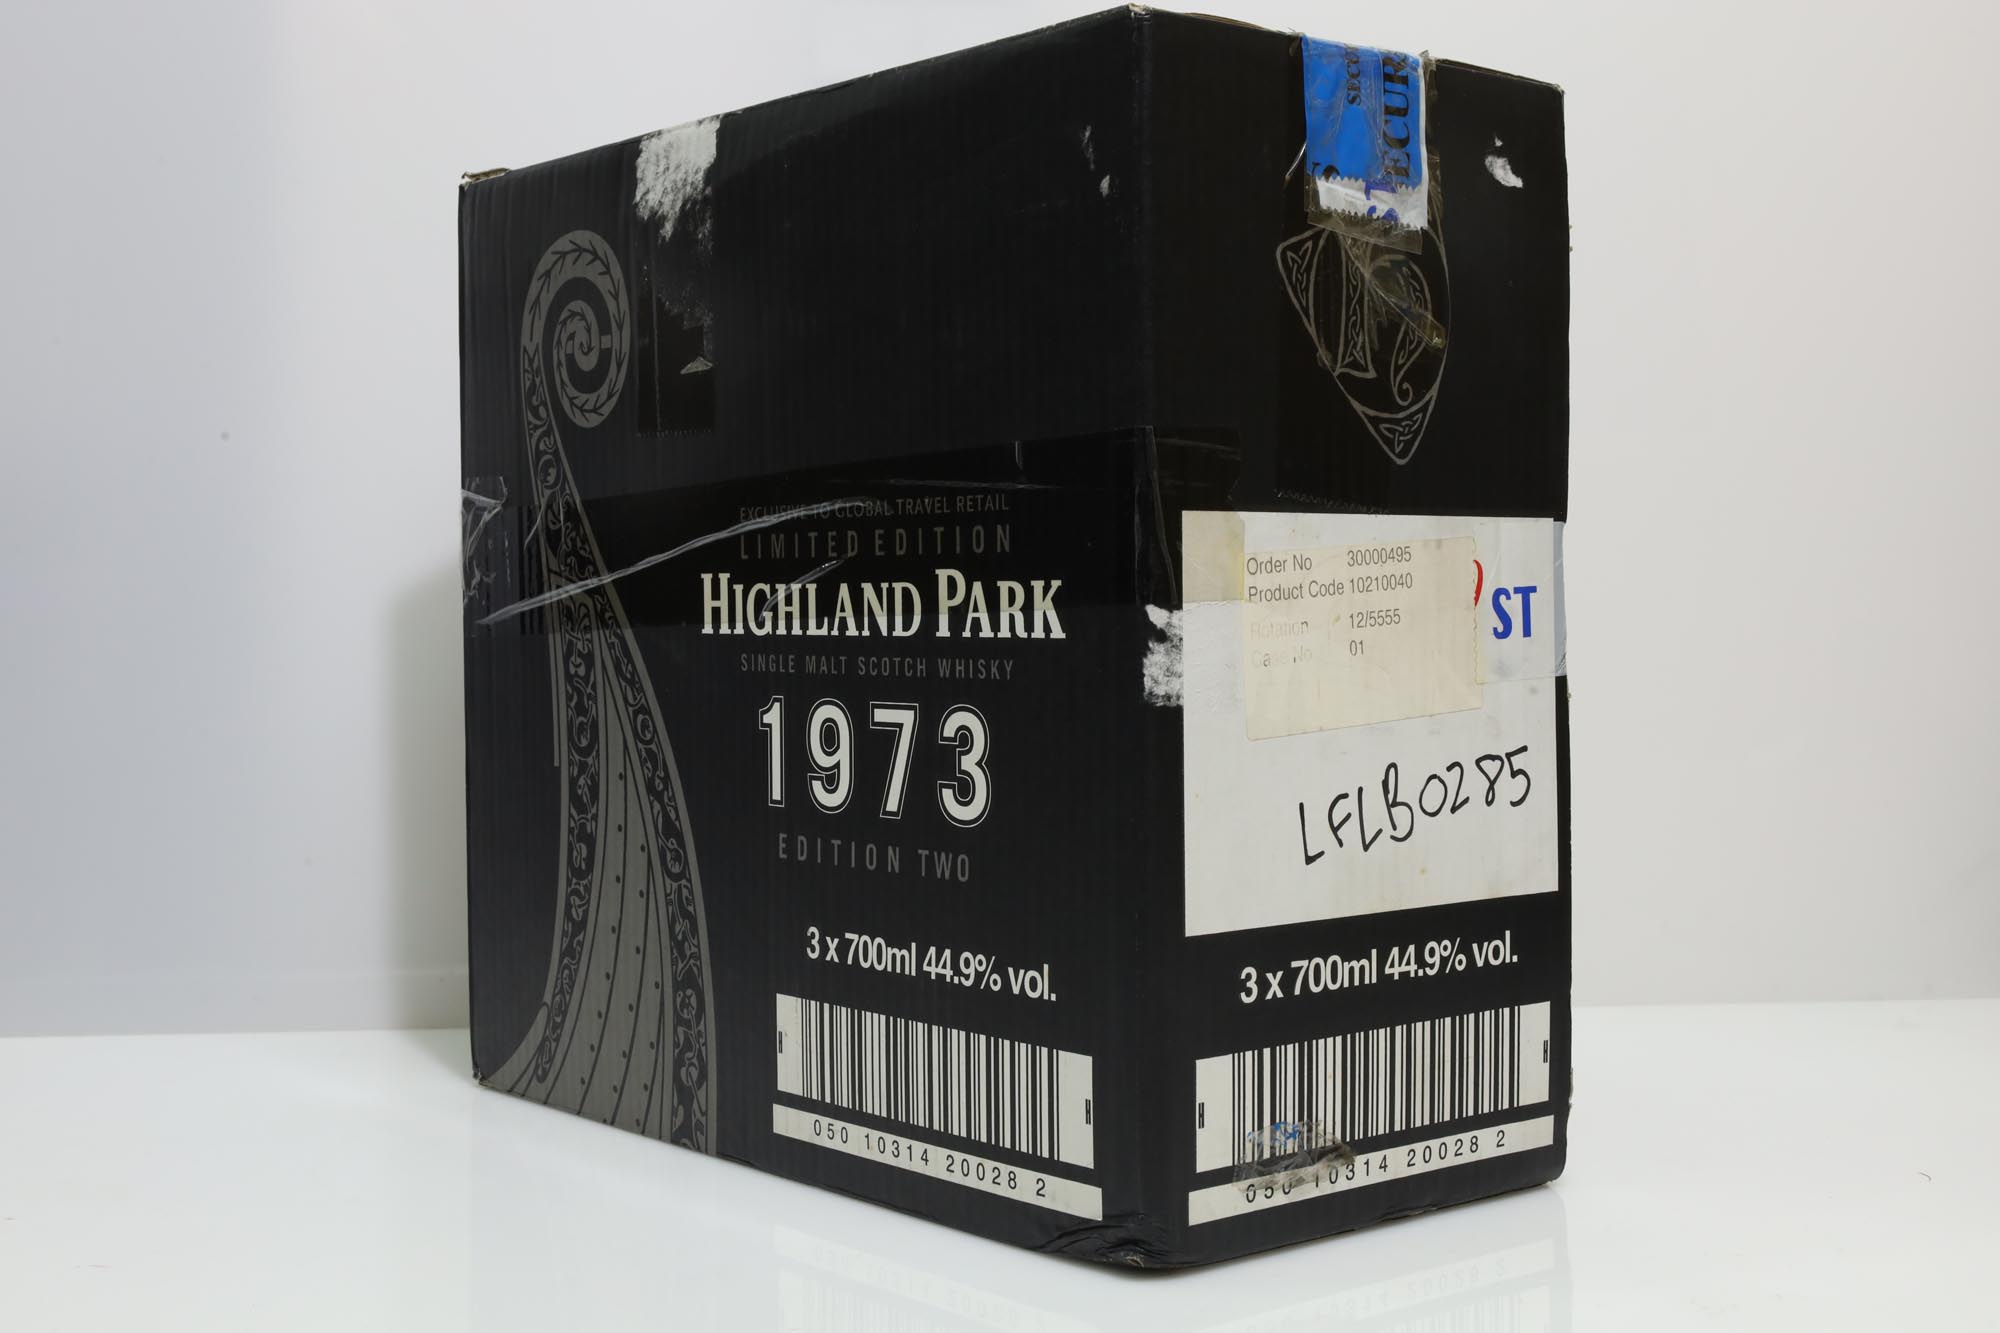 EXCLUSIVE TO GLOBAL TRAVEL RETAIL
LIMITED EDITION
HIGHLAND PARK
SINGLE MALT SCOTCH WHISKY
1973
EDITION TWO
3 x 700ml 44.9% vol.
H
H
050 10314 20028 2
SECUR
Order No 30000495
Product Code 10210040
Rotation 12/5555
Case No 01
ST
LFLB0285
3 x 700ml 44.9% vol.
H
H
050 10314 20028 2